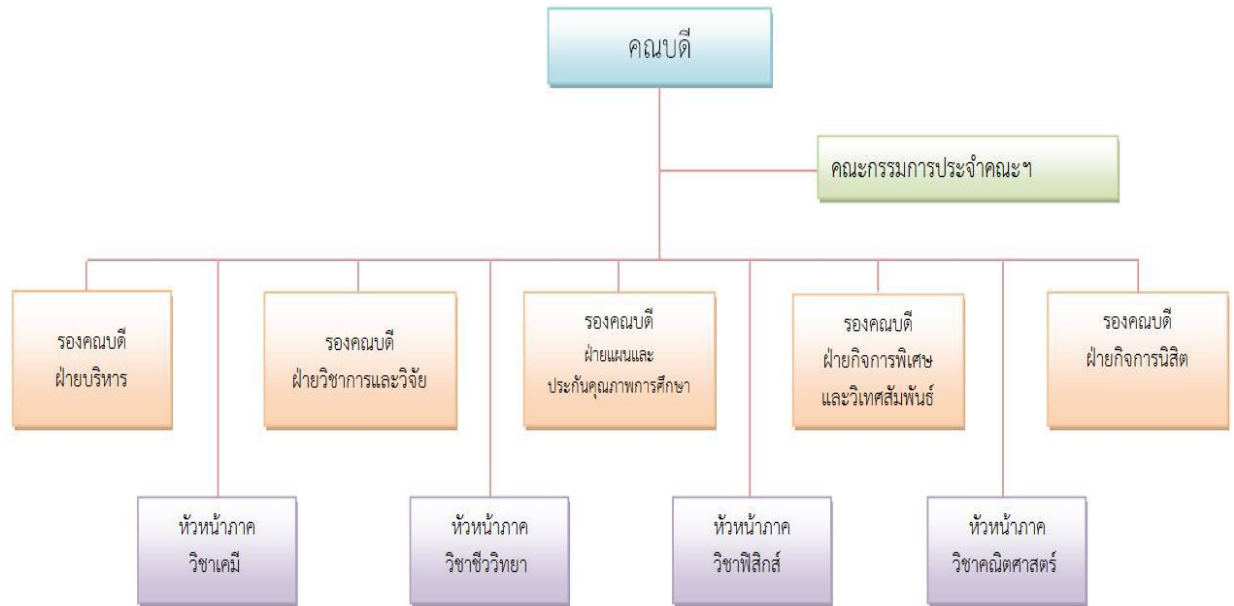 คณบดี
คณะกรรมการประจำคณะฯ
รองคณบดี
ฝ่ายบริหาร
รองคณบดี
ฝ่ายวิชาการและวิจัย
รองคณบดี
ฝ่ายแผนและ
ประกันคุณภาพการศึกษา
รองคณบดี
ฝ่ายกิจการพิเศษ
และวิเทศสัมพันธ์
รองคณบดี
ฝ่ายกิจการนิสิต
หัวหน้าภาค
วิชาเคมี
หัวหน้าภาค
วิชาชีววิทยา
หัวหน้าภาค
วิชาฟิสิกส์
หัวหน้าภาค
วิชาคณิตศาสตร์